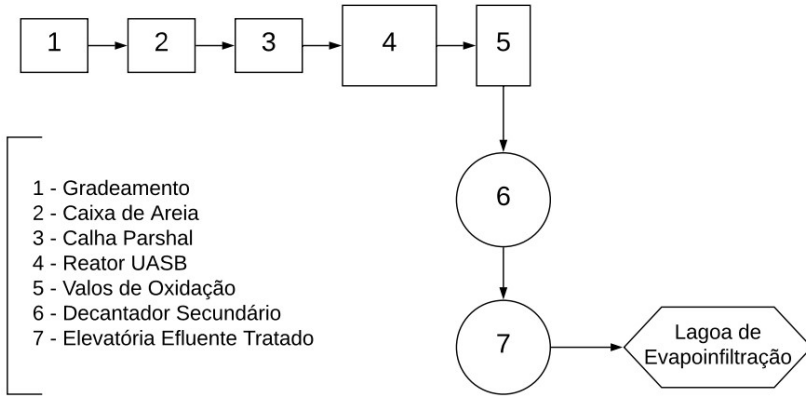 1
2
3
4
5
6
1 - Gradeamento
2 - Caixa de Areia
3 - Calha Parshal
4 - Reator UASB
5 - Valos de Oxidação
6 - Decantador Secundário
7 - Elevatória Efluente Tratado
7
Lagoa de
Evapoinfiltração